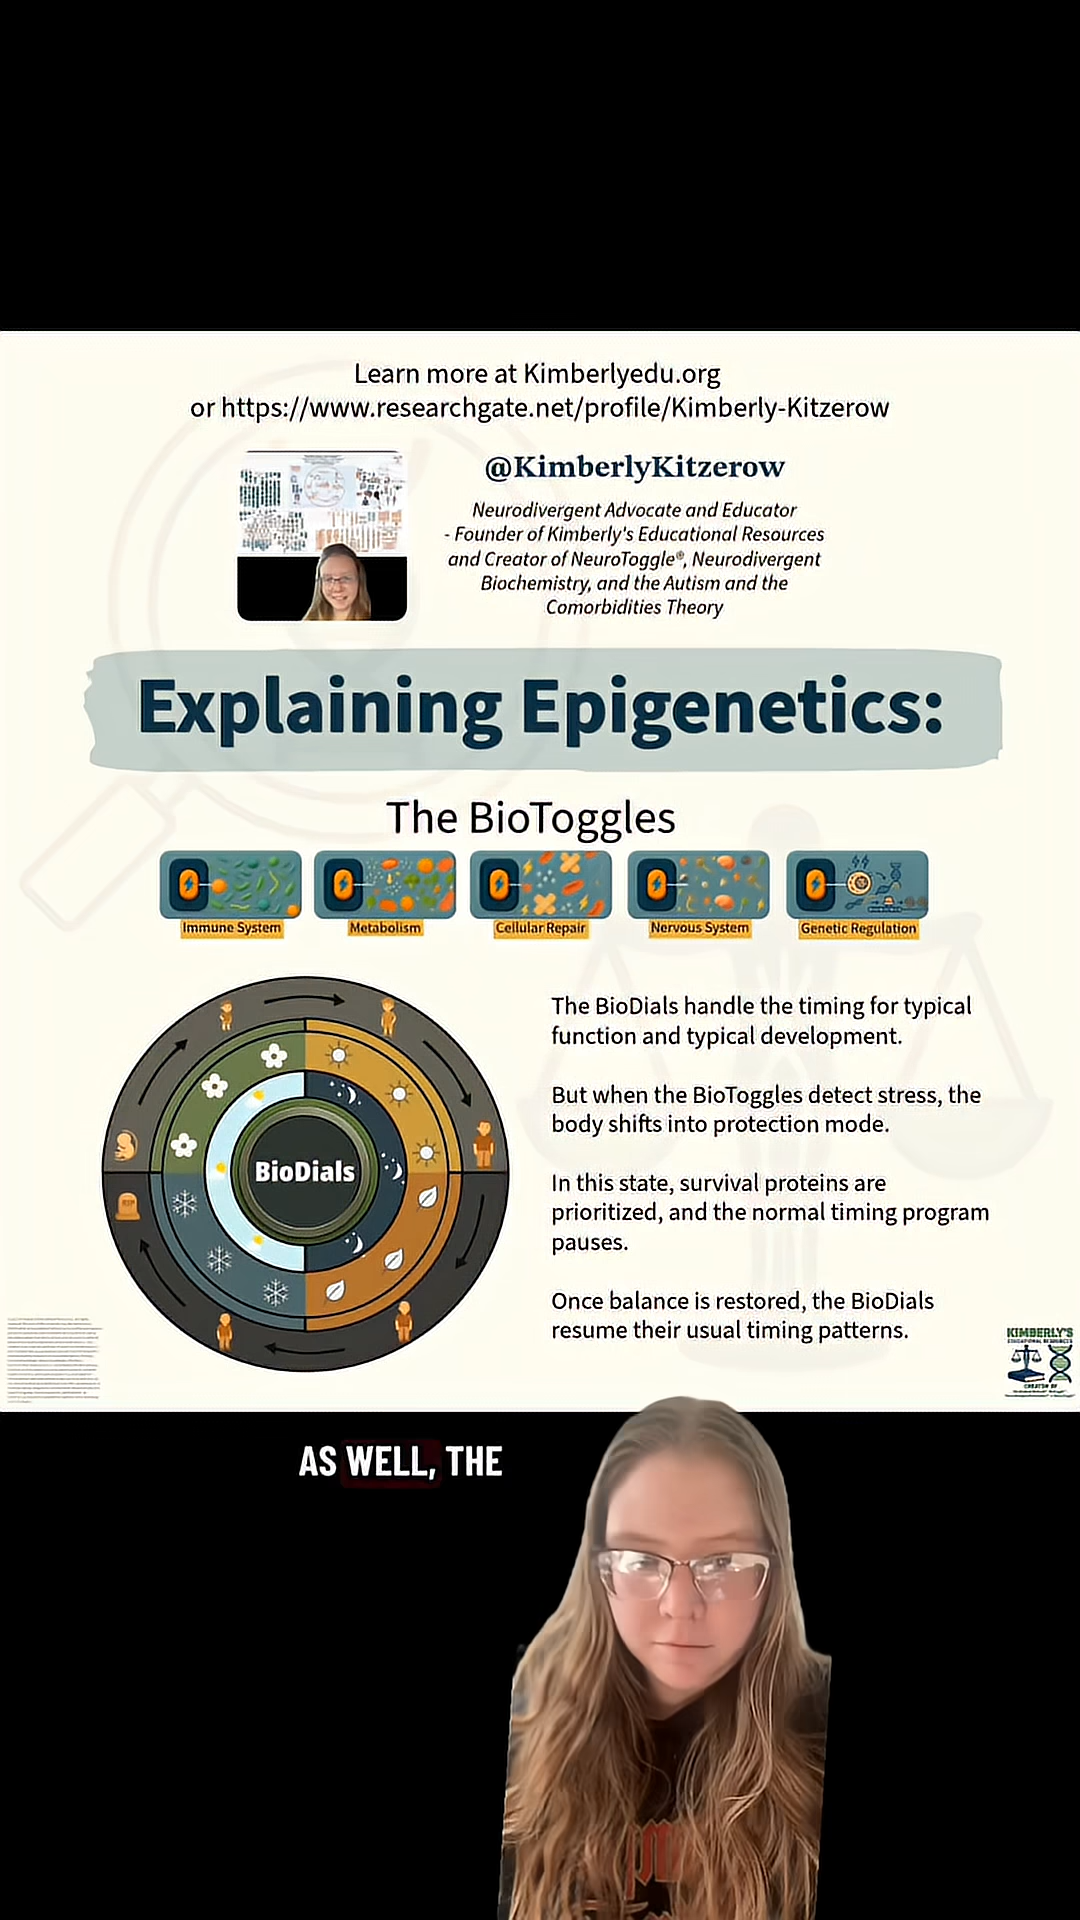 Learn more at Kimberlyedu.org
or https://www.researchgate.net/profile/Kimberly-Kitzerow
@KimberlyKitzerow
Neurodivergent Advocate and Educator
- Founder of Kimberly's Educational Resources
and Creator of NeuroToggle®, Neurodivergent
Biochemistry, and the Autism and the
Comorbidities Theory
Explaining Epigenetics:
The BioToggles
Immune System
Metabolism
Cellular Repair
Nervous System
Genetic Regulation
BioDials
The BioDials handle the timing for typical
function and typical development.
But when the BioToggles detect stress, the
body shifts into protection mode.
In this state, survival proteins are
prioritized, and the normal timing program
pauses.
Once balance is restored, the BioDials
resume their usual timing patterns.
KIMBERLY'S
EDUCATIONAL RESOURCES
CREATOR OF
AS WELL, THE